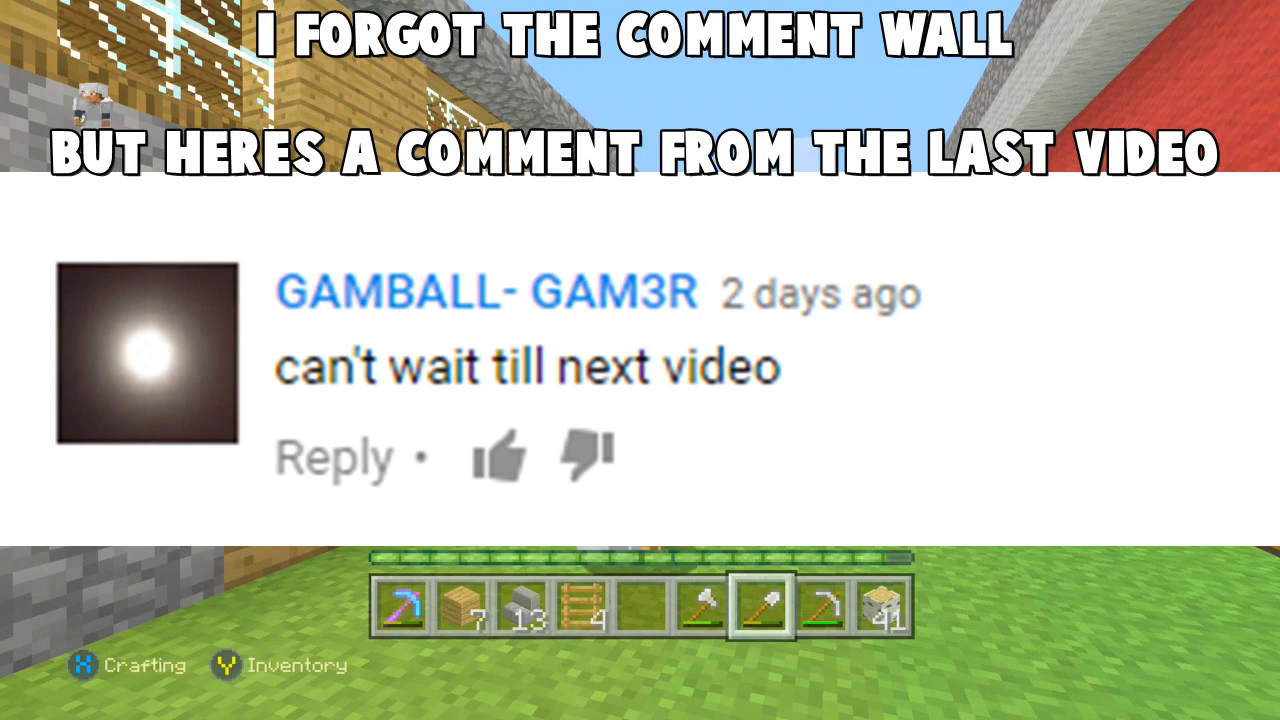 I FORGOT THE COMMENT WALL
BUT HERES A COMMENT FROM THE LAST VIDEO
GAMBALL- GAM3R 2 days ago
can't wait till next video
Reply •
7 13 4 41
X Crafting Y Inventory